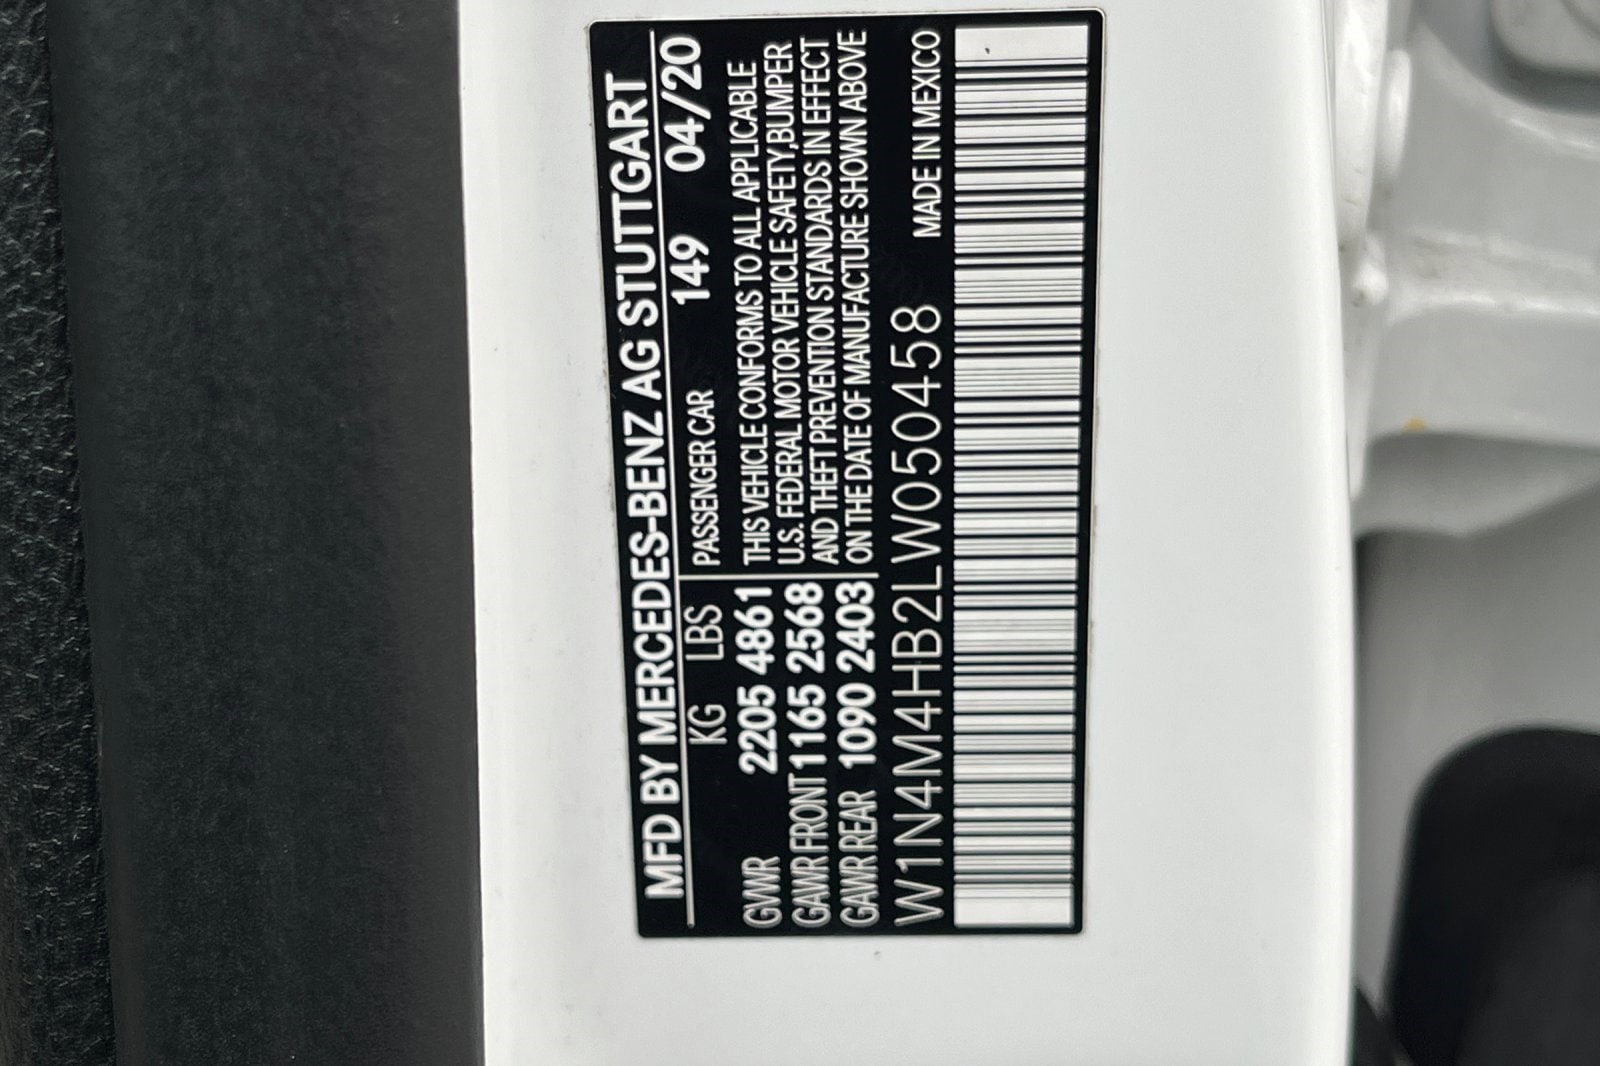 MFD BY MERCEDES-BENZ AG STUTTGART
KG LBS
GVWR 2205 4861
GAWR FRONT 1165 2568
GAWR REAR 1090 2403
PASSENGER CAR 149 04/20
THIS VEHICLE CONFORMS TO ALL APPLICABLE
U.S. FEDERAL MOTOR VEHICLE SAFETY,BUMPER
AND THEFT PREVENTION STANDARDS IN EFFECT
ON THE DATE OF MANUFACTURE SHOWN ABOVE
W1N4M4HB2LW050458 MADE IN MEXICO